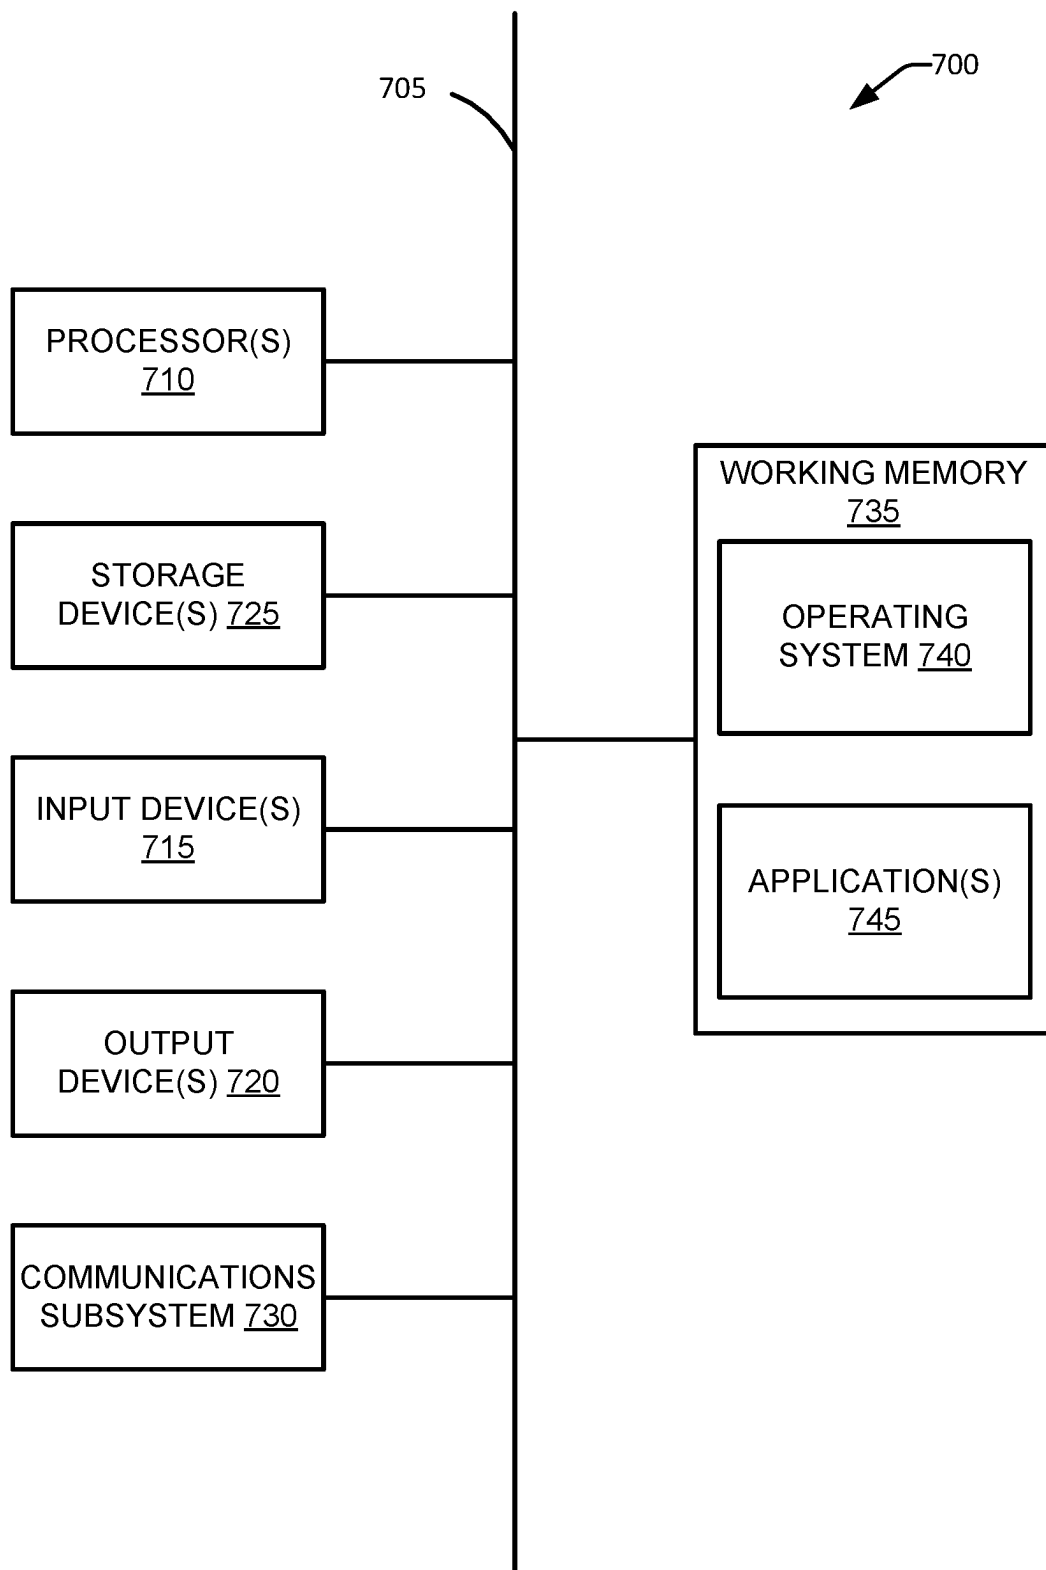 700
705
PROCESSOR(S)
710
STORAGE
DEVICE(S) 725
INPUT DEVICE(S)
715
OUTPUT
DEVICE(S) 720
COMMUNICATIONS
SUBSYSTEM 730
WORKING MEMORY
735
OPERATING
SYSTEM 740
APPLICATION(S)
745